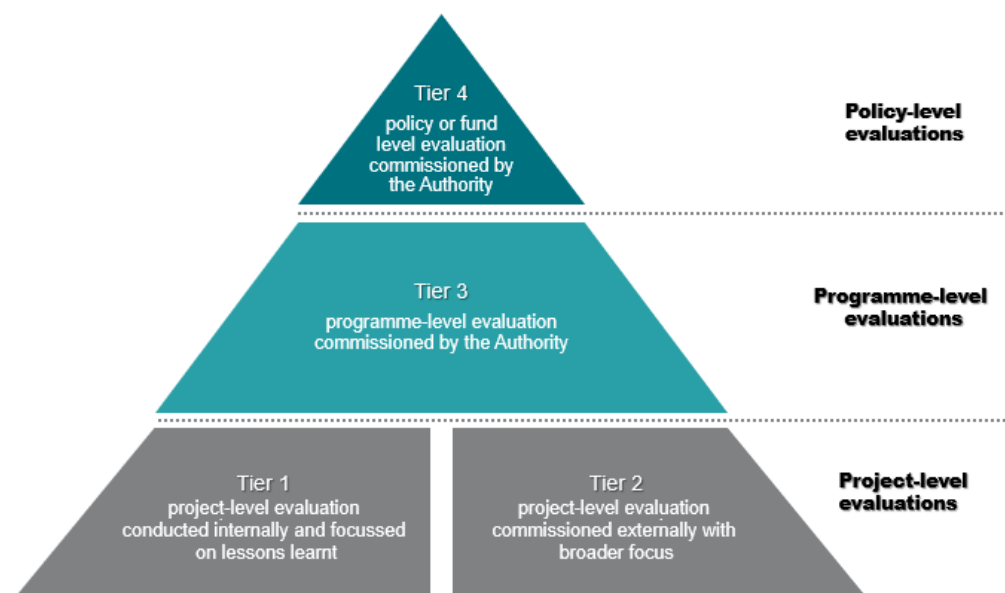 Tier 4
policy or fund
level evaluation
commissioned by
the Authority
Policy-level
evaluations
Tier 3
programme-level evaluation
commissioned by the Authority
Programme-level
evaluations
Tier 1
project-level evaluation
conducted internally and focussed
on lessons learnt
Tier 2
project-level evaluation
commissioned externally with
broader focus
Project-level
evaluations